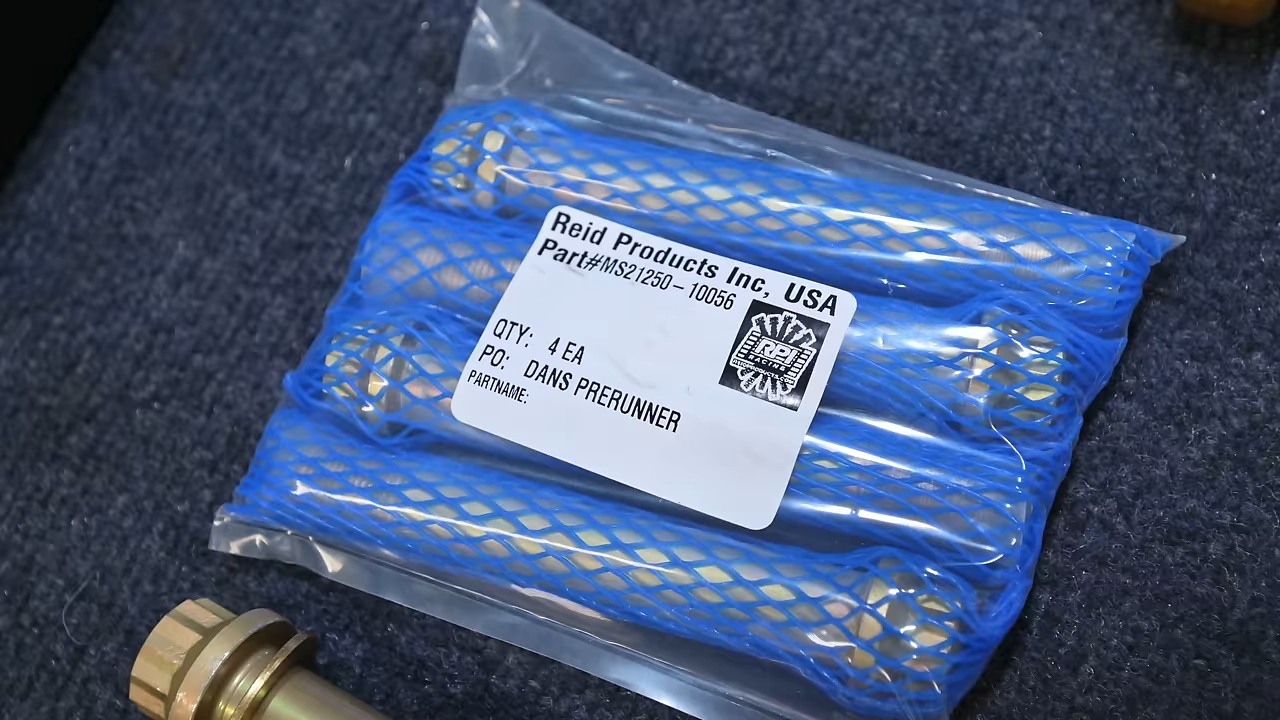 Reid Products Inc, USA
Part#MS21250-10056
RPI
RACING
QTY: 4 EA
PO: DANS PRERUNNER
PARTNAME: